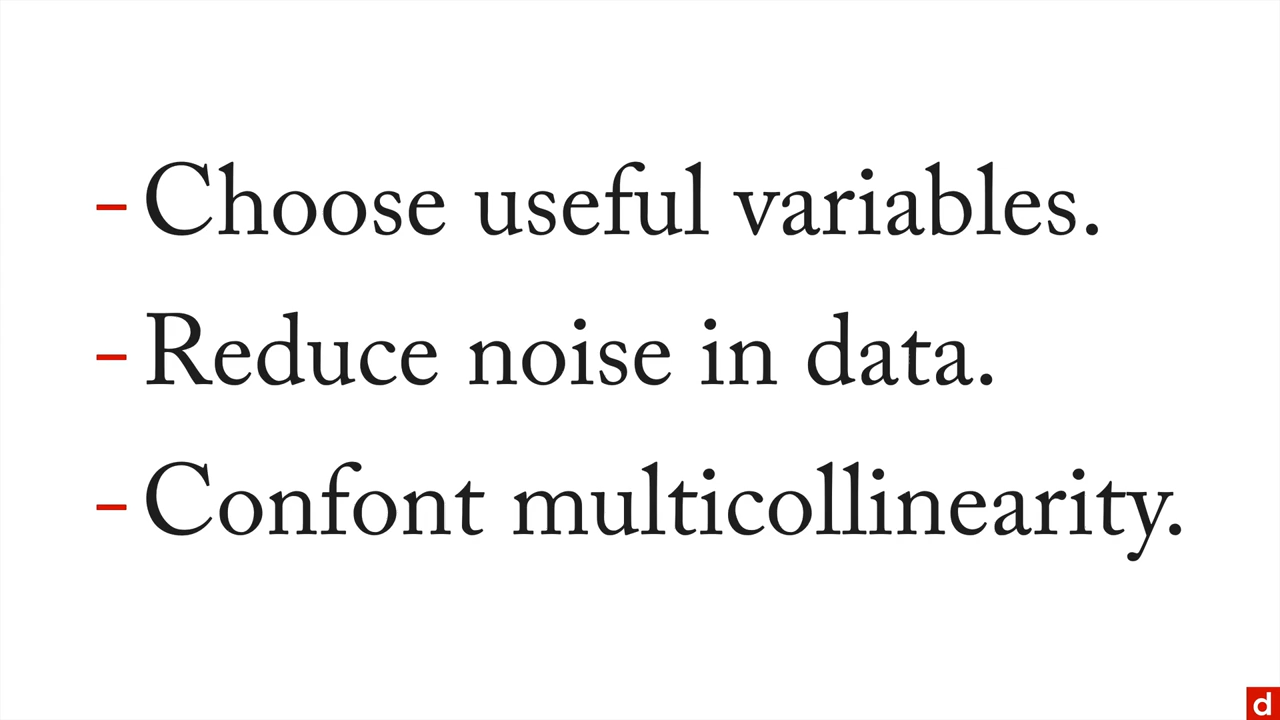 - Choose useful variables.
- Reduce noise in data.
- Confont multicollinearity.
d